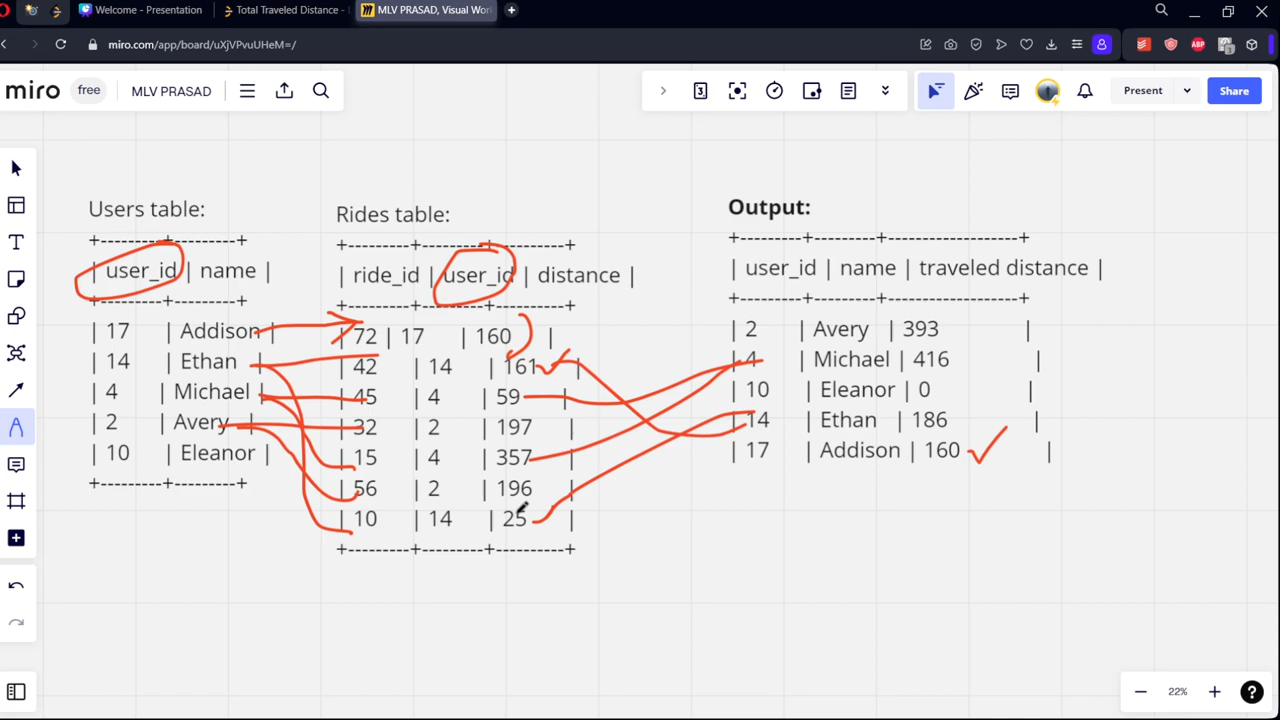 Welcome - Presentation
Total Traveled Distance -
MLV PRASAD, Visual Wor
miro.com/app/board/uXjVPvuUHeM=/
ABP
miro free MLV PRASAD
3
Present
Share
Users table:
+---------+---------+
| user_id | name |
+---------+---------+
| 17 | Addison |
| 14 | Ethan |
| 4 | Michael |
| 2 | Avery |
| 10 | Eleanor |
+---------+---------+
Rides table:
+---------+---------+----------+
| ride_id | user_id | distance |
+---------+---------+----------+
| 72 | 17 | 160 |
| 42 | 14 | 161 |
| 45 | 4 | 59 |
| 32 | 2 | 197 |
| 15 | 4 | 357 |
| 56 | 2 | 196 |
| 10 | 14 | 25 |
+---------+---------+----------+
Output:
+---------+---------+-------------------+
| user_id | name | traveled distance |
+---------+---------+-------------------+
| 2 | Avery | 393 |
| 4 | Michael | 416 |
| 10 | Eleanor | 0 |
| 14 | Ethan | 186 |
| 17 | Addison | 160 |
+---------+---------+-------------------+
22%